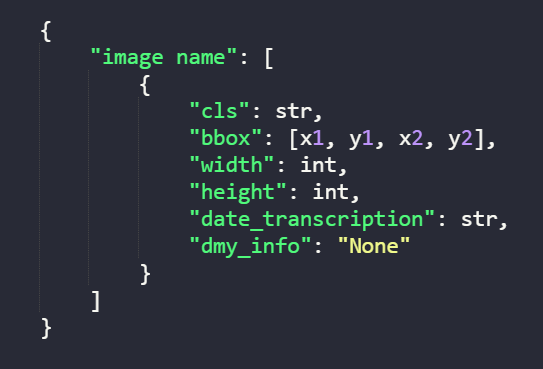 {
    "image name": [
        {
            "cls": str,
            "bbox": [x1, y1, x2, y2],
            "width": int,
            "height": int,
            "date_transcription": str,
            "dmy_info": "None"
        }
    ]
}